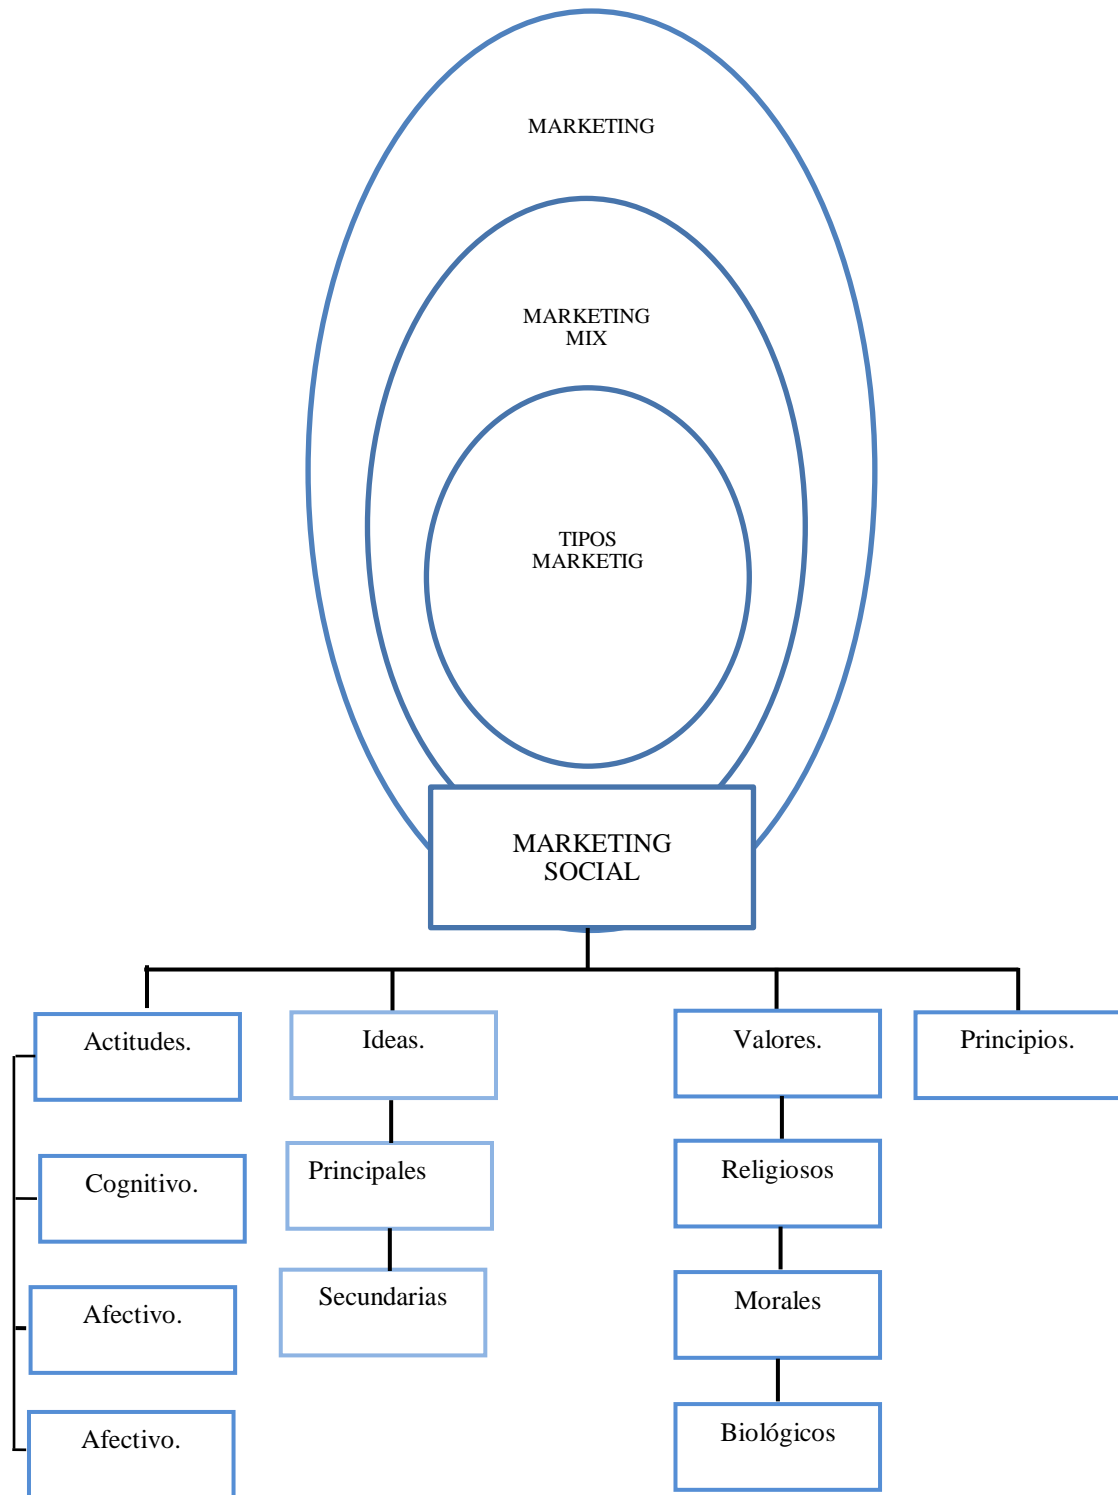 MARKETING
MARKETING
MIX
TIPOS
MARKETIG
MARKETING
SOCIAL
Actitudes.
Ideas.
Valores.
Principios.
Cognitivo.
Principales
Religiosos
Afectivo.
Secundarias
Morales
Afectivo.
Biológicos